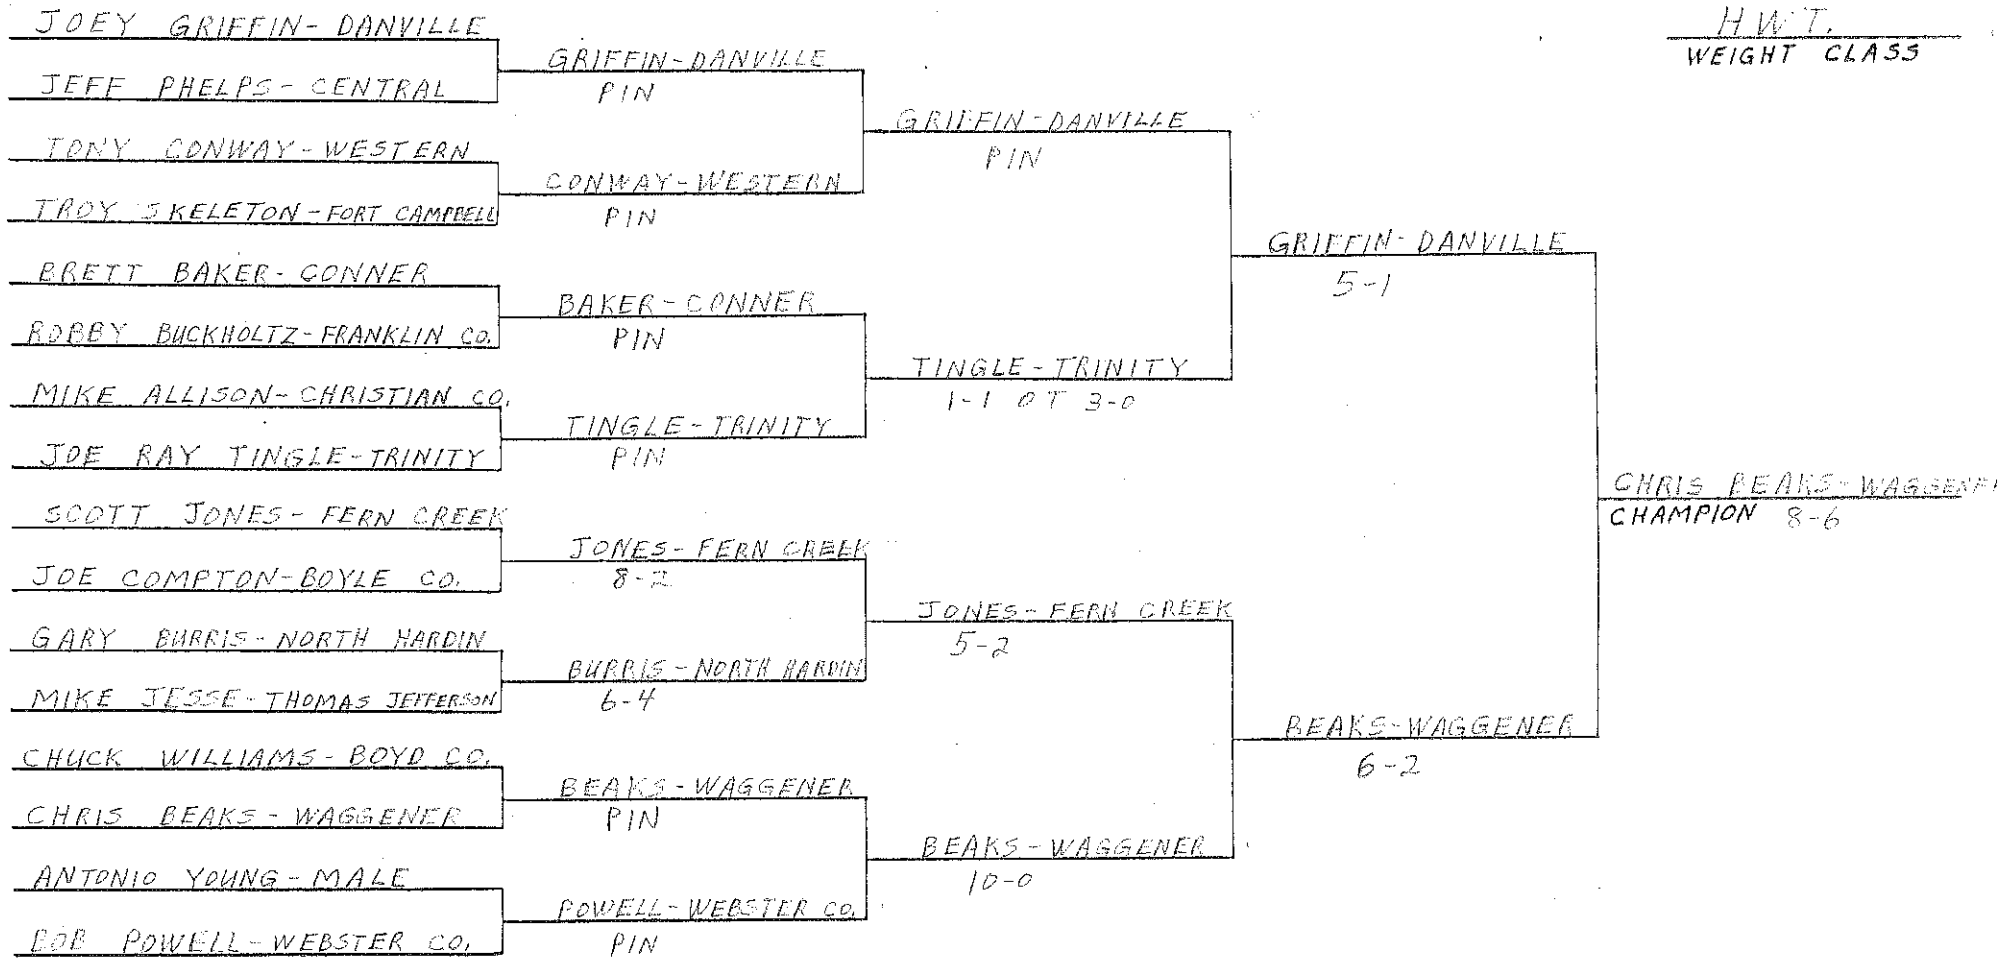 H W T.
WEIGHT CLASS
JOEY GRIFFIN - DANVILLE
JEFF PHELPS - CENTRAL
TONY CONWAY - WESTERN
TROY SKELETON - FORT CAMPBELL
BRETT BAKER - CONNER
ROBBY BUCKHOLTZ - FRANKLIN CO.
MIKE ALLISON - CHRISTIAN CO.
JOE RAY TINGLE - TRINITY
SCOTT JONES - FERN CREEK
JOE COMPTON - BOYLE CO.
GARY BURRIS - NORTH HARDIN
MIKE JESSE - THOMAS JEFFERSON
CHUCK WILLIAMS - BOYD CO.
CHRIS BEAKS - WAGGENER
ANTONIO YOUNG - MALE
BOB POWELL - WEBSTER CO.
GRIFFIN - DANVILLE
PIN
CONWAY - WESTERN
PIN
BAKER - CONNER
PIN
TINGLE - TRINITY
PIN
JONES - FERN CREEK
8-2
BURRIS - NORTH HARDIN
6-4
BEAKS - WAGGENER
PIN
POWELL - WEBSTER CO.
PIN
GRIFFIN - DANVILLE
PIN
TINGLE - TRINITY
1-1 OT 3-0
JONES - FERN CREEK
5-2
BEAKS - WAGGENER
10-0
GRIFFIN - DANVILLE
5-1
BEAKS - WAGGENER
6-2
CHRIS BEAKS - WAGGENER
CHAMPION 8-6